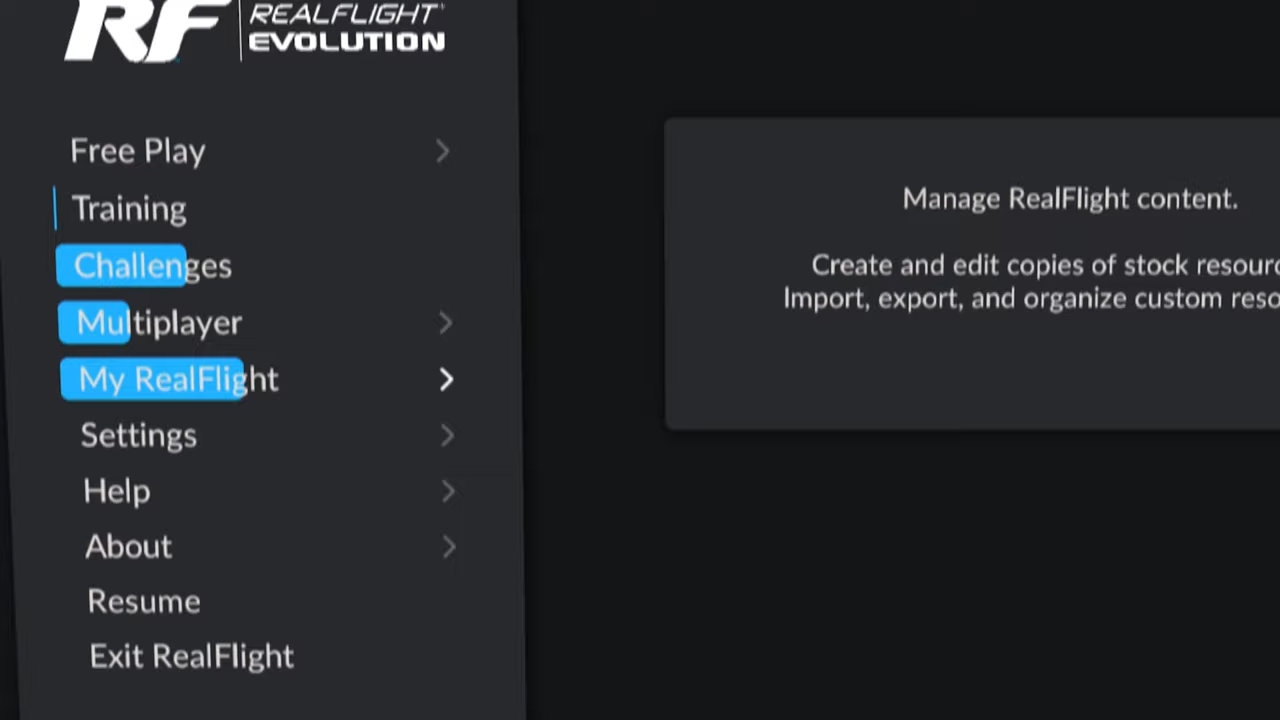 RF REALFLIGHT
EVOLUTION
Free Play
Training
Challenges
Multiplayer
My RealFlight
Settings
Help
About
Resume
Exit RealFlight
Manage RealFlight content.
Create and edit copies of stock
Import, export, and organize custom